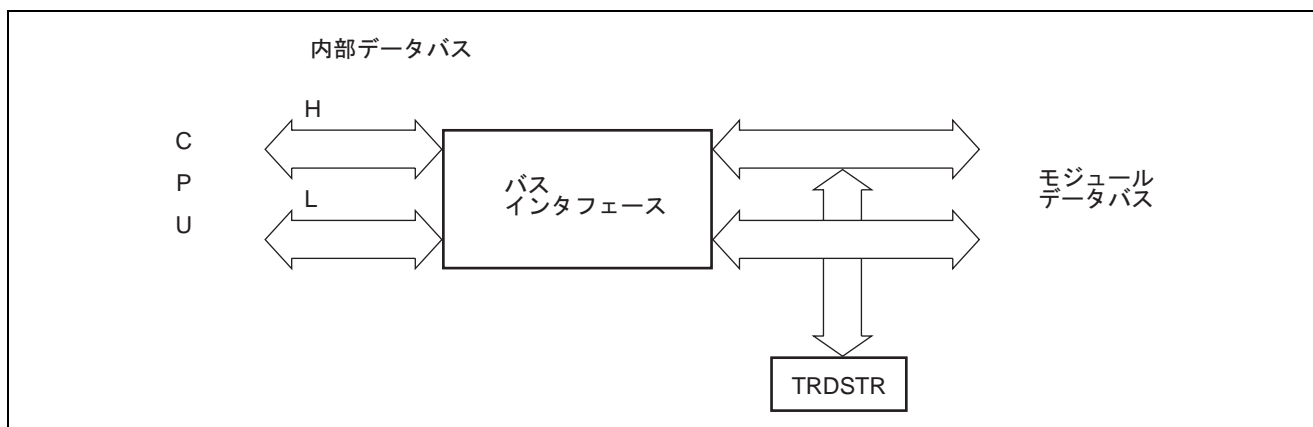 内部データバス
H
C
P
U
L
バス
インタフェース
モジュール
データバス
TRDSTR